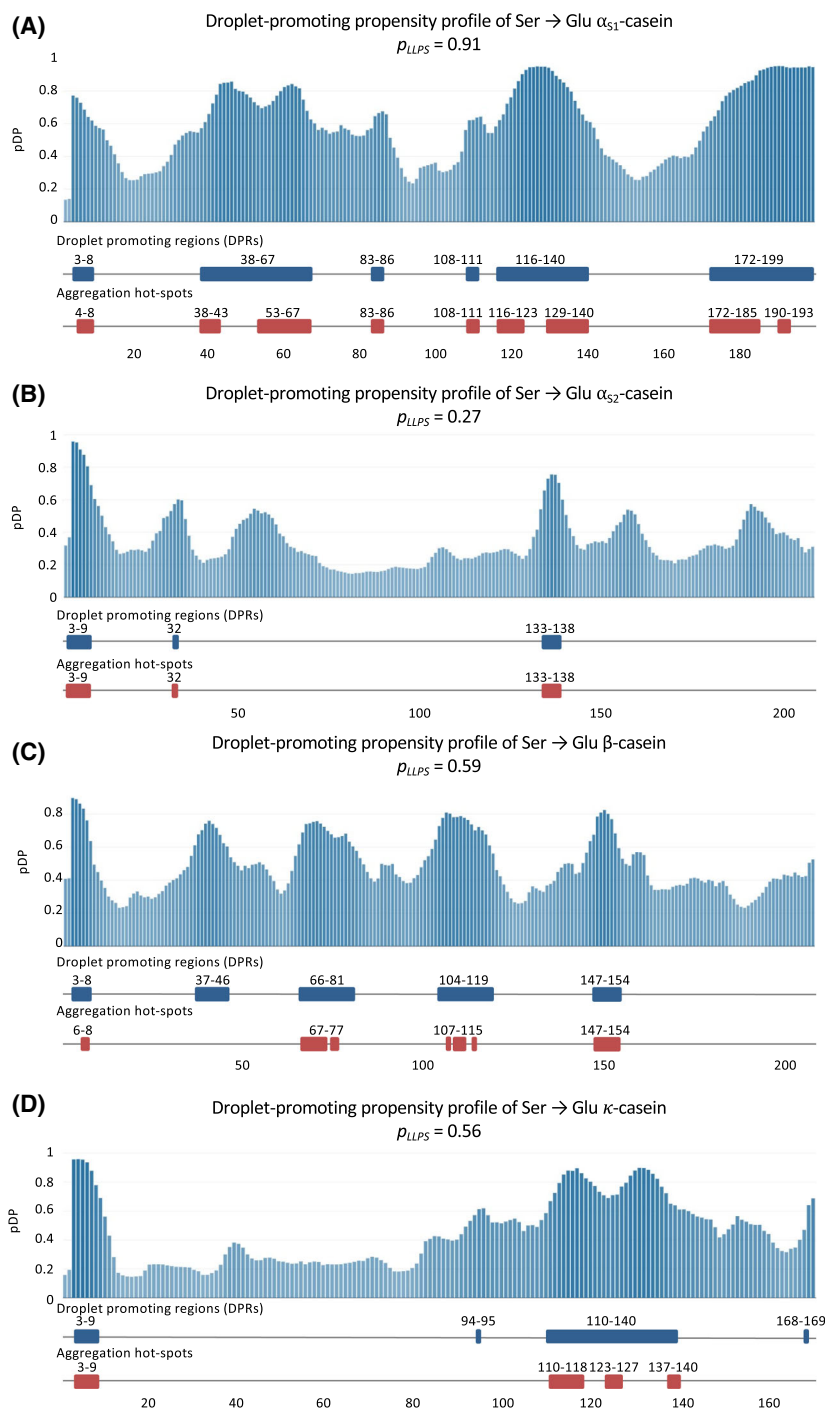 (A)
Droplet-promoting propensity profile of Ser → Glu αS1-casein
pLLPS = 0.91
1
0.8
0.6
0.4
0.2
0
pDP
Droplet promoting regions (DPRs)
3-8 38-67 83-86 108-111 116-140 172-199
Aggregation hot-spots
4-8 38-43 53-67 83-86 108-111 116-123 129-140 172-185 190-193
20 40 60 80 100 120 140 160 180
(B)
Droplet-promoting propensity profile of Ser → Glu αS2-casein
pLLPS = 0.27
1
0.8
0.6
0.4
0.2
0
pDP
Droplet promoting regions (DPRs)
3-9 32 133-138
Aggregation hot-spots
3-9 32 133-138
50 100 150 200
(C)
Droplet-promoting propensity profile of Ser → Glu β-casein
pLLPS = 0.59
0.8
0.6
0.4
0.2
0
pDP
Droplet promoting regions (DPRs)
3-8 37-46 66-81 104-119 147-154
Aggregation hot-spots
6-8 67-77 107-115 147-154
50 100 150 200
(D)
Droplet-promoting propensity profile of Ser → Glu κ-casein
pLLPS = 0.56
1
0.8
0.6
0.4
0.2
0
pDP
Droplet promoting regions (DPRs)
3-9 94-95 110-140 168-169
Aggregation hot-spots
3-9 110-118 123-127 137-140
20 40 60 80 100 120 140 160